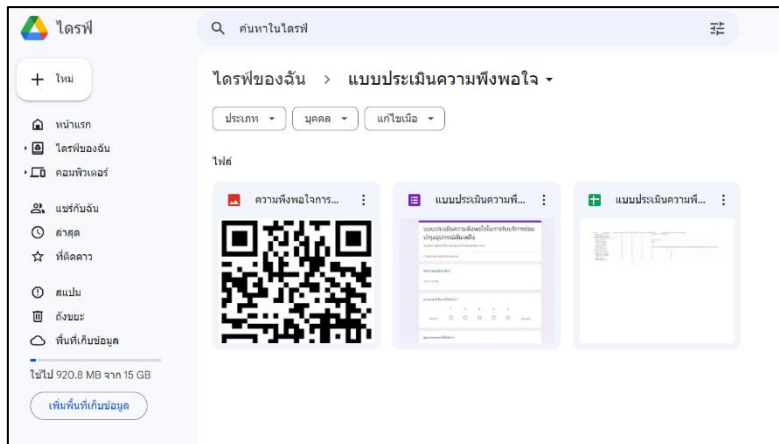 ไดรฟ์
ค้นหาในไดรฟ์
+ ใหม่
หน้าแรก
ไดรฟ์ของฉัน
คอมพิวเตอร์
แชร์กับฉัน
ล่าสุด
ที่ติดดาว
สแปม
ถังขยะ
พื้นที่เก็บข้อมูล
ใช้ไป 920.8 MB จาก 15 GB
เพิ่มพื้นที่เก็บข้อมูล
ไดรฟ์ของฉัน > แบบประเมินความพึงพอใจ
ประเภท
บุคคล
แก้ไขเมื่อ
ไฟล์
ความพึงพอใจการ...
แบบประเมินความพึ...
แบบประเมินความพึ...